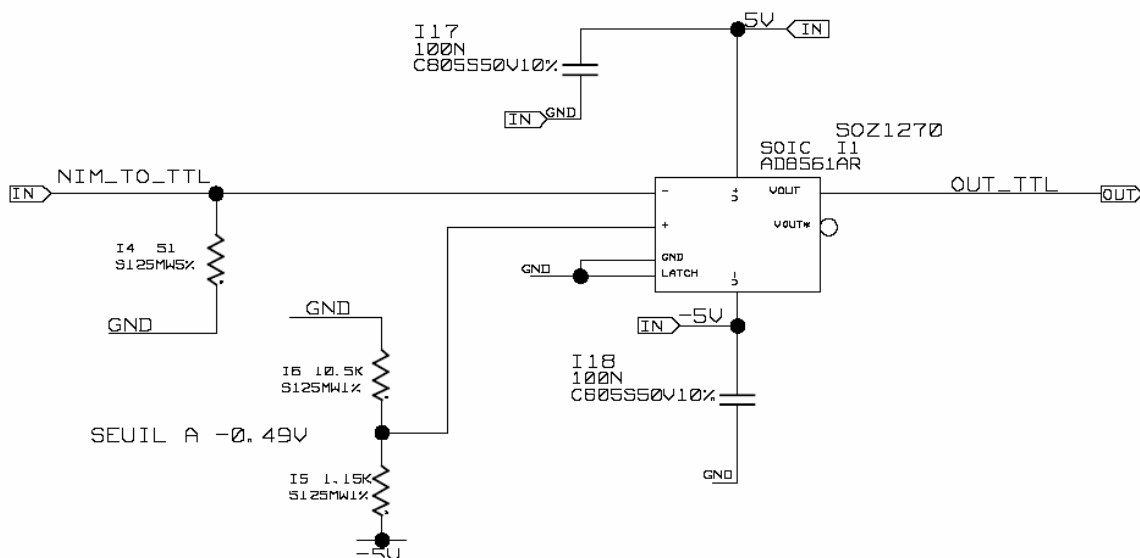 I17
100N
C805S50V10%
5V
IN
IN
GND
SOZ1270
SOIC I1
AD8561AR
NIM_TO_TTL
IN
-
+
5
VOUT
OUT_TTL
OUT
VOUT*
I4 51
S125MW5%
GND
LATCH
GND
GND
-5V
IN
GND
I6 10.5K
S125MW1%
I18
100N
C805S50V10%
SEUIL A -0.49V
I5 1.15K
S125MW1%
GND
-5V